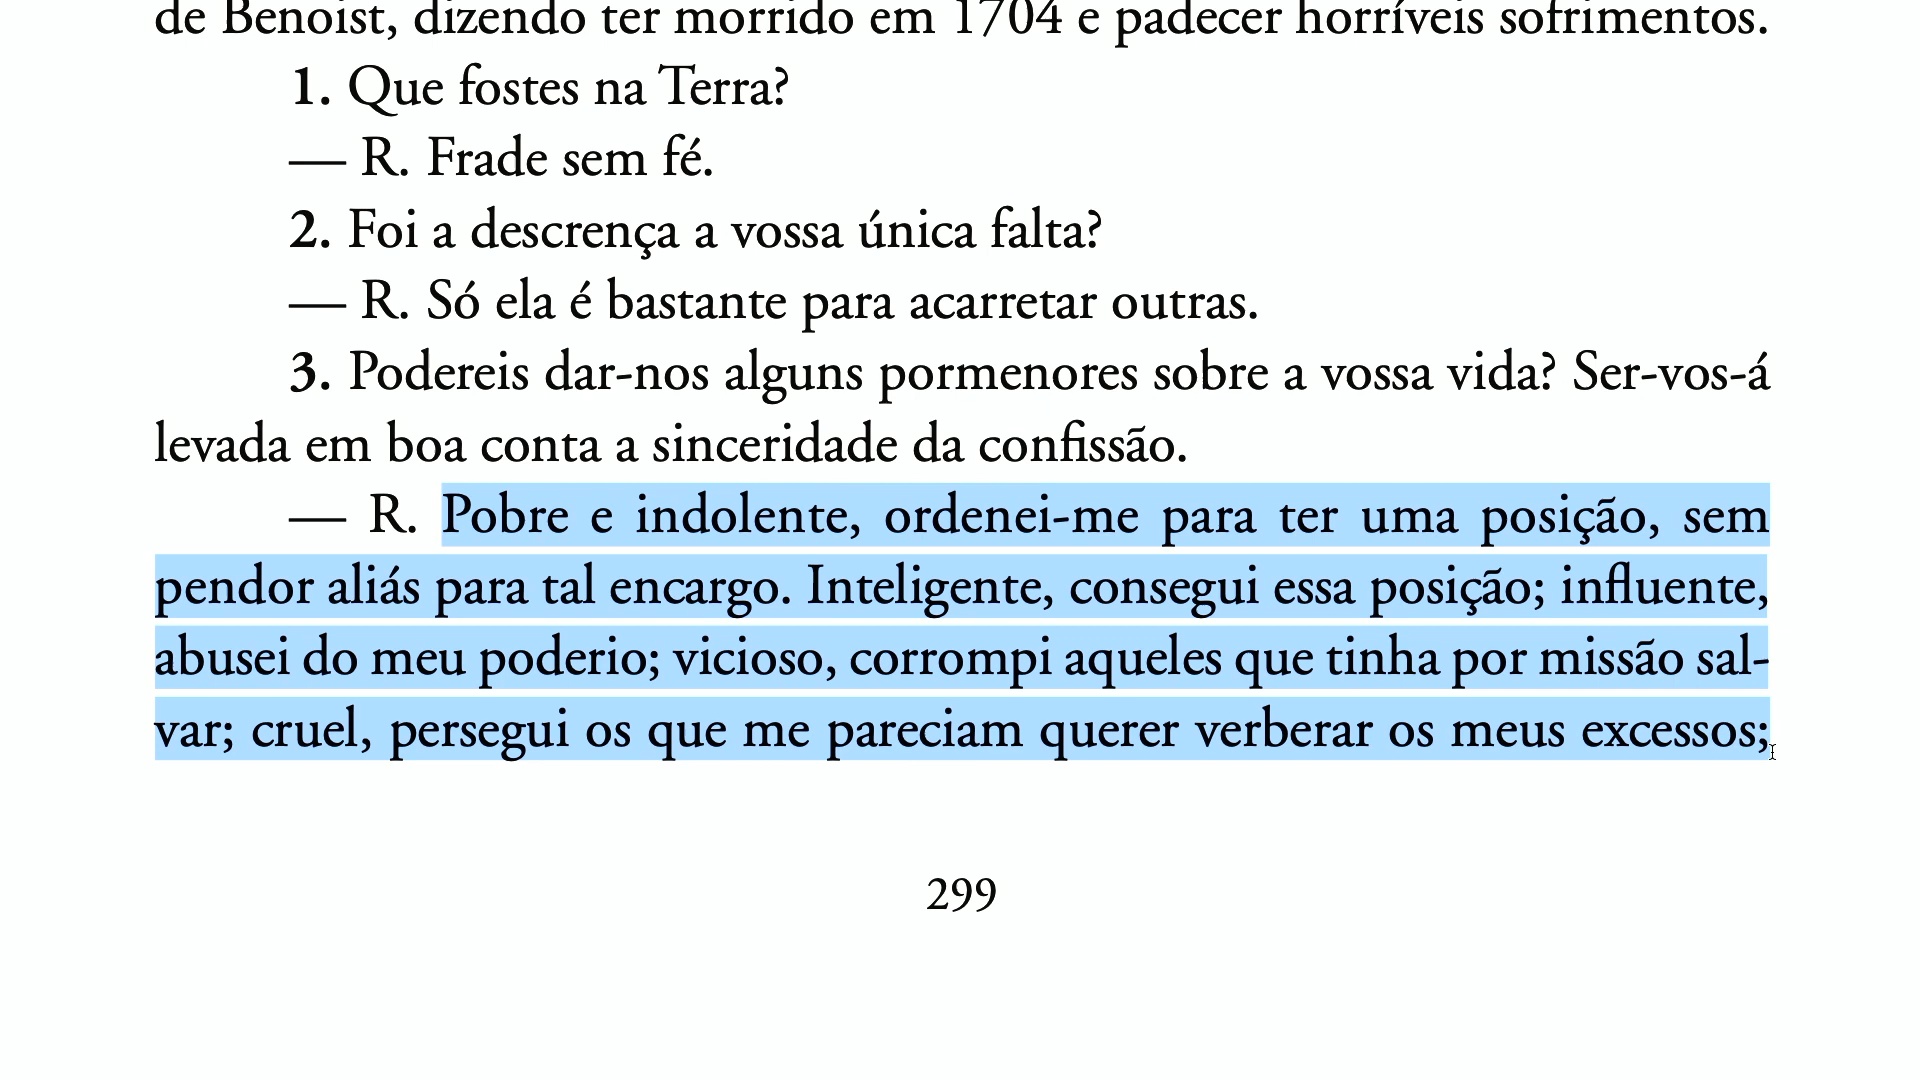 de Benoist, dizendo ter morrido em 1704 e padecer horríveis sofrimentos.
1. Que fostes na Terra?
— R. Frade sem fé.
2. Foi a descrença a vossa única falta?
— R. Só ela é bastante para acarretar outras.
3. Podereis dar-nos alguns pormenores sobre a vossa vida? Ser-vos-á
levada em boa conta a sinceridade da confissão.
— R. Pobre e indolente, ordenei-me para ter uma posição, sem
pendor aliás para tal encargo. Inteligente, consegui essa posição; influente,
abusei do meu poderio; vicioso, corrompi aqueles que tinha por missão sal-
var; cruel, persegui os que me pareciam querer verberar os meus excessos;
299